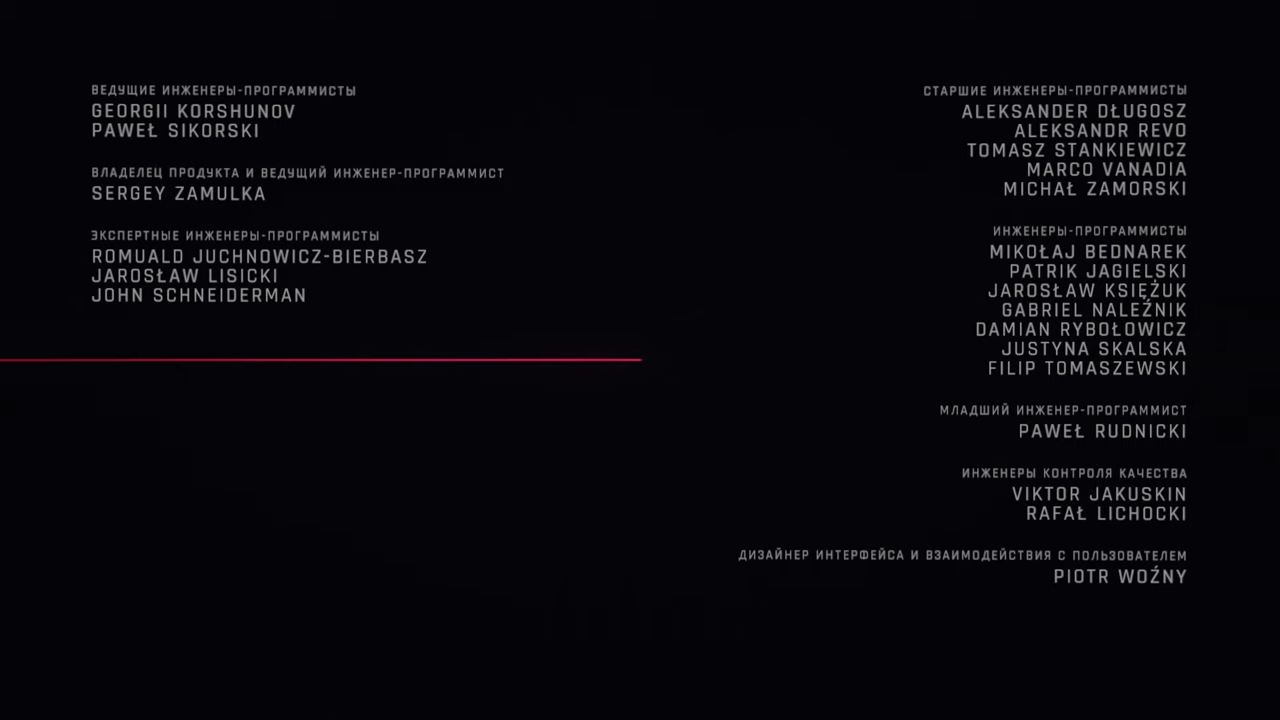 ВЕДУЩИЕ ИНЖЕНЕРЫ-ПРОГРАММИСТЫ
GEORGII KORSHUNOV
PAWEŁ SIKORSKI
ВЛАДЕЛЕЦ ПРОДУКТА И ВЕДУЩИЙ ИНЖЕНЕР-ПРОГРАММИСТ
SERGEY ZAMULKA
ЭКСПЕРТНЫЕ ИНЖЕНЕРЫ-ПРОГРАММИСТЫ
ROMUALD JUCHNOWICZ-BIERBASZ
JAROSŁAW LISICKI
JOHN SCHNEIDERMAN
СТАРШИЕ ИНЖЕНЕРЫ-ПРОГРАММИСТЫ
ALEKSANDER DŁUGOSZ
ALEKSANDR REVO
TOMASZ STANKIEWICZ
MARCO VANADIA
MICHAŁ ZAMORSKI
ИНЖЕНЕРЫ-ПРОГРАММИСТЫ
MIKOŁAJ BEDNAREK
PATRIK JAGIELSKI
JAROSŁAW KSIĘŻUK
GABRIEL NALEŹNIK
DAMIAN RYBOŁOWICZ
JUSTYNA SKALSKA
FILIP TOMASZEWSKI
МЛАДШИЙ ИНЖЕНЕР-ПРОГРАММИСТ
PAWEŁ RUDNICKI
ИНЖЕНЕРЫ КОНТРОЛЯ КАЧЕСТВА
VIKTOR JAKUSKIN
RAFAŁ LICHOCKI
ДИЗАЙНЕР ИНТЕРФЕЙСА И ВЗАИМОДЕЙСТВИЯ С ПОЛЬЗОВАТЕЛЕМ
PIOTR WOŹNY